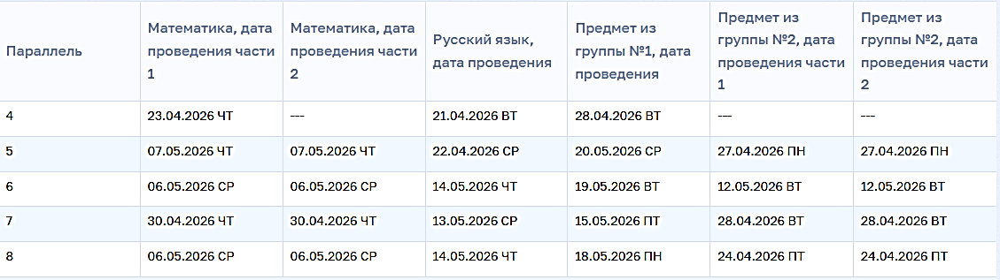 Параллель
Математика, дата
проведения части
1
Математика, дата
проведения части
2
Русский язык,
дата проведения
Предмет из
группы №1, дата
проведения
Предмет из
группы №2, дата
проведения части
1
Предмет из
группы №2, дата
проведения части
2
4 23.04.2026 ЧТ --- 21.04.2026 ВТ 28.04.2026 ВТ --- ---
5 07.05.2026 ЧТ 07.05.2026 ЧТ 22.04.2026 СР 20.05.2026 СР 27.04.2026 ПН 27.04.2026 ПН
6 06.05.2026 СР 06.05.2026 СР 14.05.2026 ЧТ 19.05.2026 ВТ 12.05.2026 ВТ 12.05.2026 ВТ
7 30.04.2026 ЧТ 30.04.2026 ЧТ 13.05.2026 СР 15.05.2026 ПТ 28.04.2026 ВТ 28.04.2026 ВТ
8 06.05.2026 СР 06.05.2026 СР 14.05.2026 ЧТ 18.05.2026 ПН 24.04.2026 ПТ 24.04.2026 ПТ